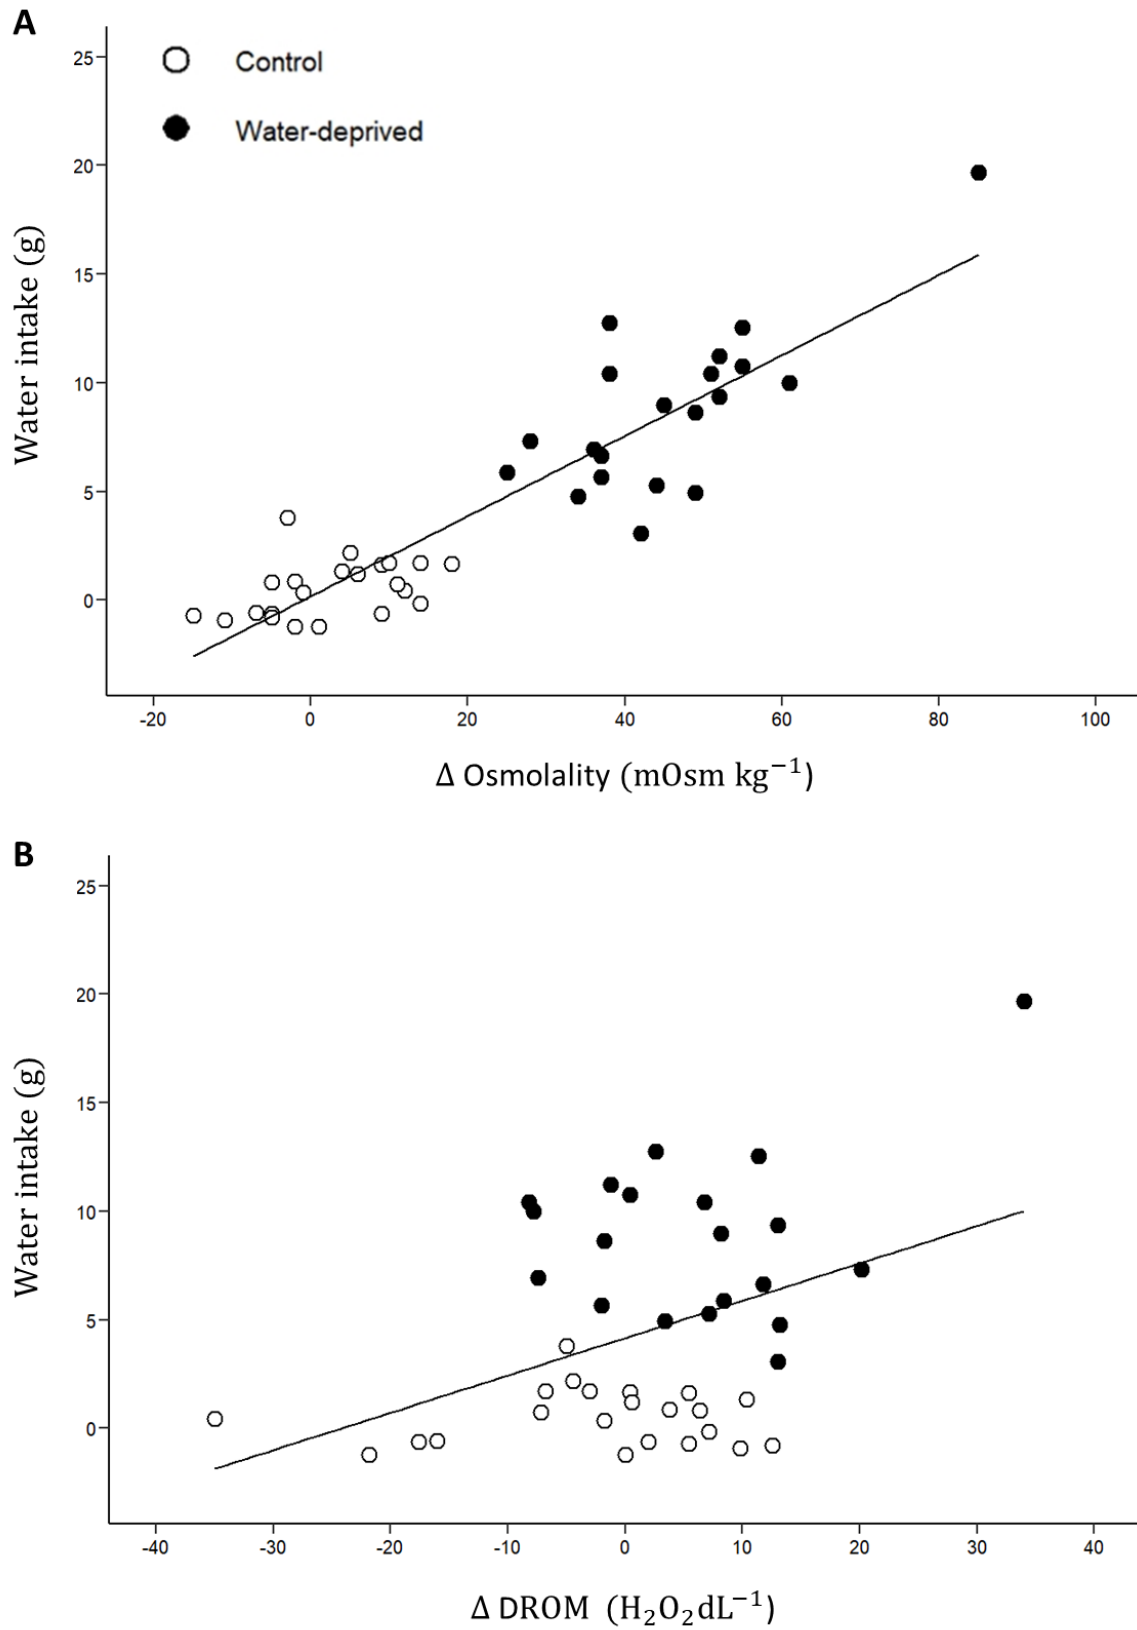 A
Control
Water-deprived
25
20
15
10
5
0
Water intake (g)
-20 0 20 40 60 80 100
Δ Osmolality (mOsm kg⁻¹)
B
25
20
15
10
5
0
Water intake (g)
-40 -30 -20 -10 0 10 20 30 40
Δ DROM (H₂O₂dL⁻¹)